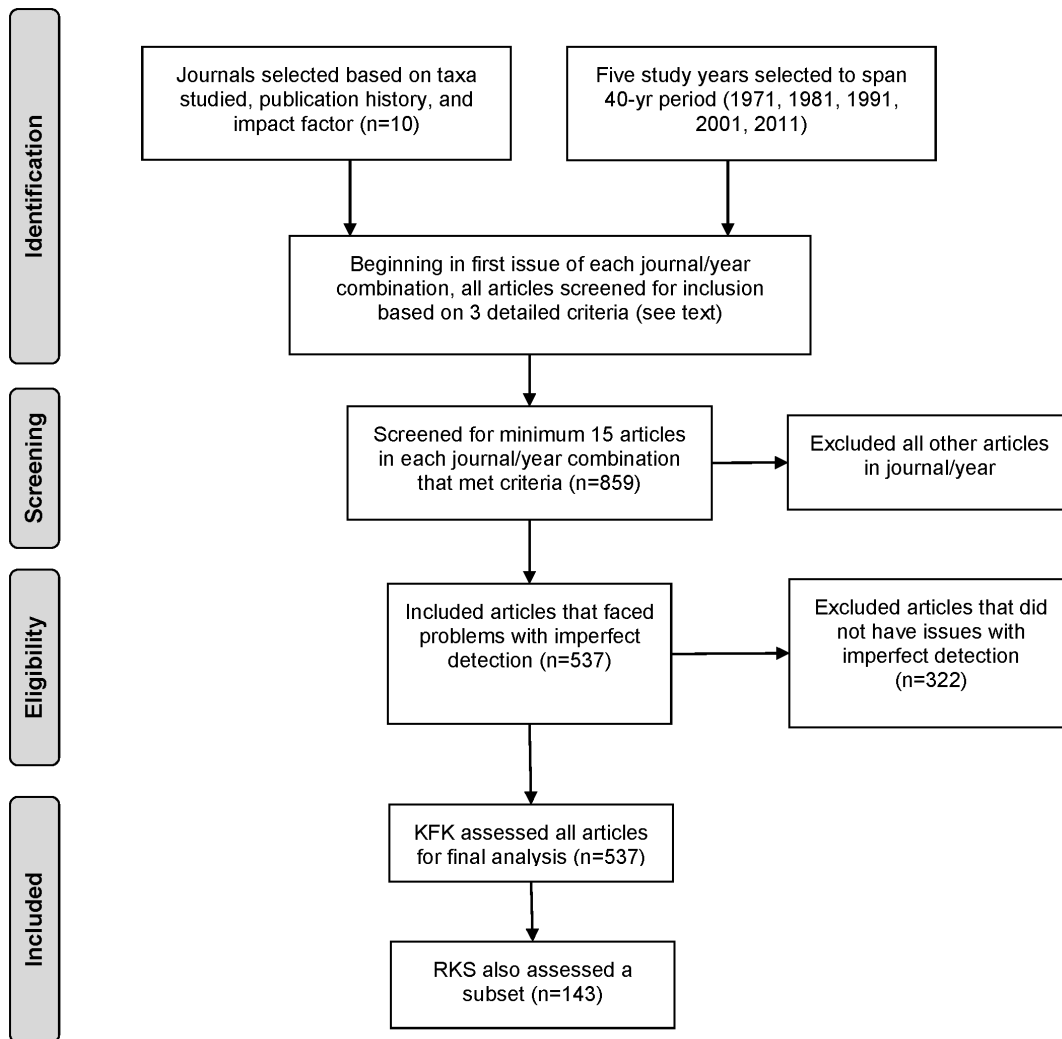 Identification
Journals selected based on taxa
studied, publication history, and
impact factor (n=10)
Five study years selected to span
40-yr period (1971, 1981, 1991,
2001, 2011)
Beginning in first issue of each journal/year
combination, all articles screened for inclusion
based on 3 detailed criteria (see text)
Screening
Screened for minimum 15 articles
in each journal/year combination
that met criteria (n=859)
Excluded all other articles
in journal/year
Eligibility
Included articles that faced
problems with imperfect
detection (n=537)
Excluded articles that did
not have issues with
imperfect detection
(n=322)
Included
KFK assessed all articles
for final analysis (n=537)
RKS also assessed a
subset (n=143)